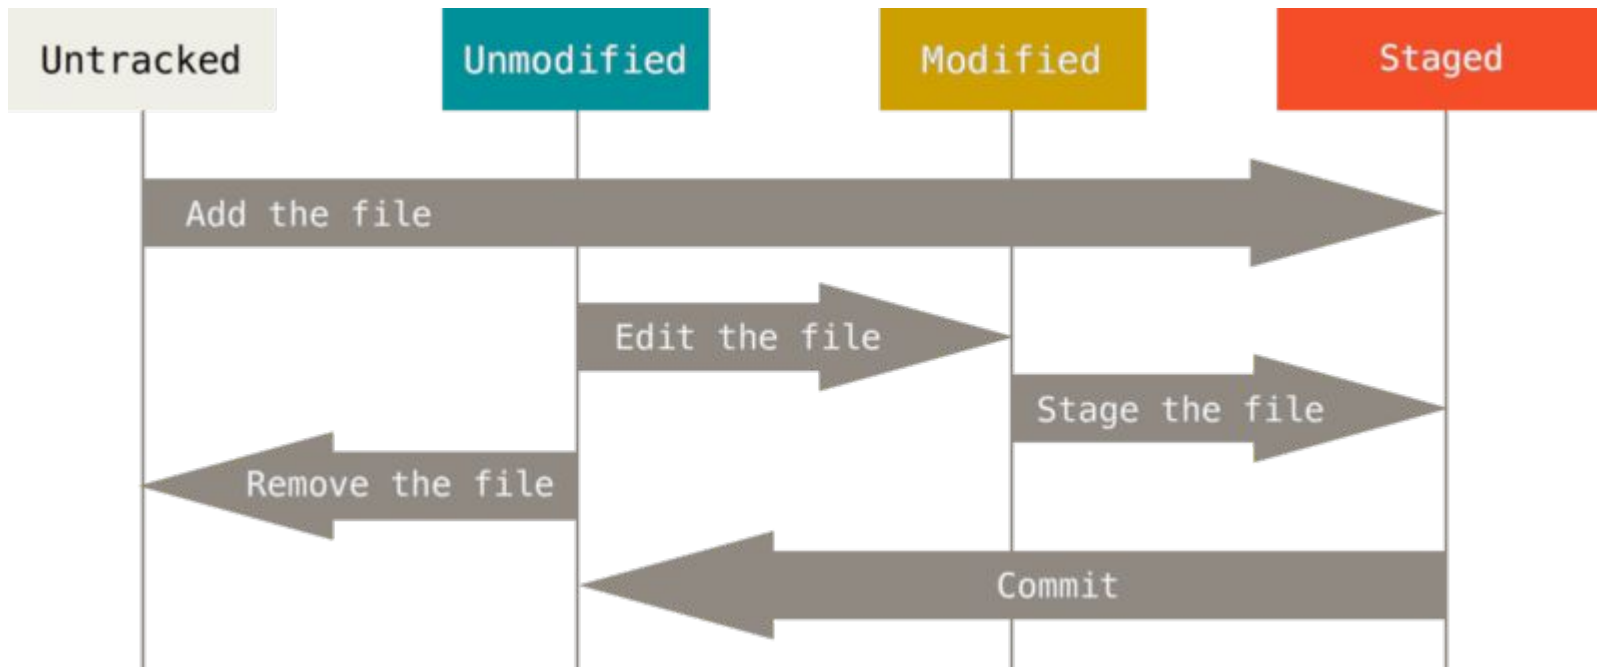 Untracked
Unmodified
Modified
Staged
Add the file
Edit the file
Stage the file
Remove the file
Commit